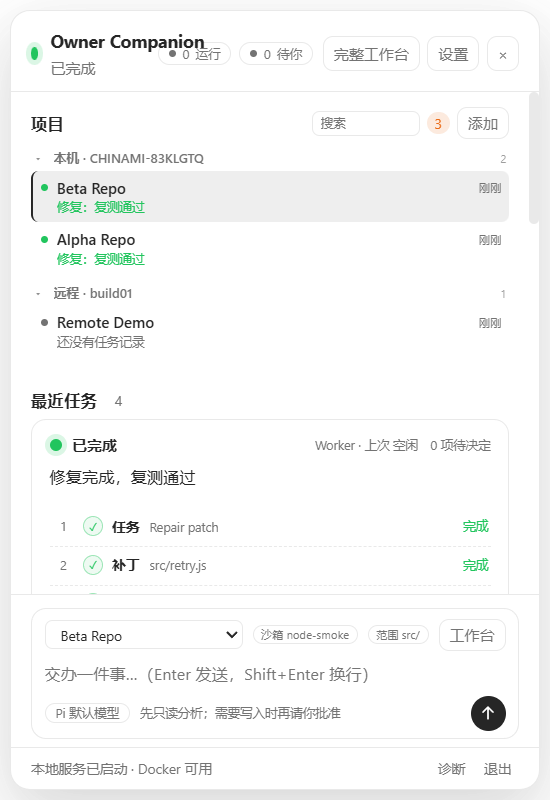 Owner Companion
已完成
0 运行
0 待你
完整工作台
设置
×
项目
搜索
3
添加
本机 · CHINAMI-83KLGTQ
2
Beta Repo
刚刚
修复：复测通过
Alpha Repo
刚刚
修复：复测通过
远程 · build01
1
Remote Demo
刚刚
还没有任务记录
最近任务 4
已完成
Worker · 上次 空闲 0 项待决定
修复完成，复测通过
1 ✓ 任务 Repair patch 完成
2 ✓ 补丁 src/retry.js 完成
Beta Repo
沙箱 node-smoke
范围 src/
工作台
交办一件事...（Enter 发送，Shift+Enter 换行）
Pi 默认模型
先只读分析；需要写入时再请你批准
本地服务已启动 · Docker 可用
诊断
退出